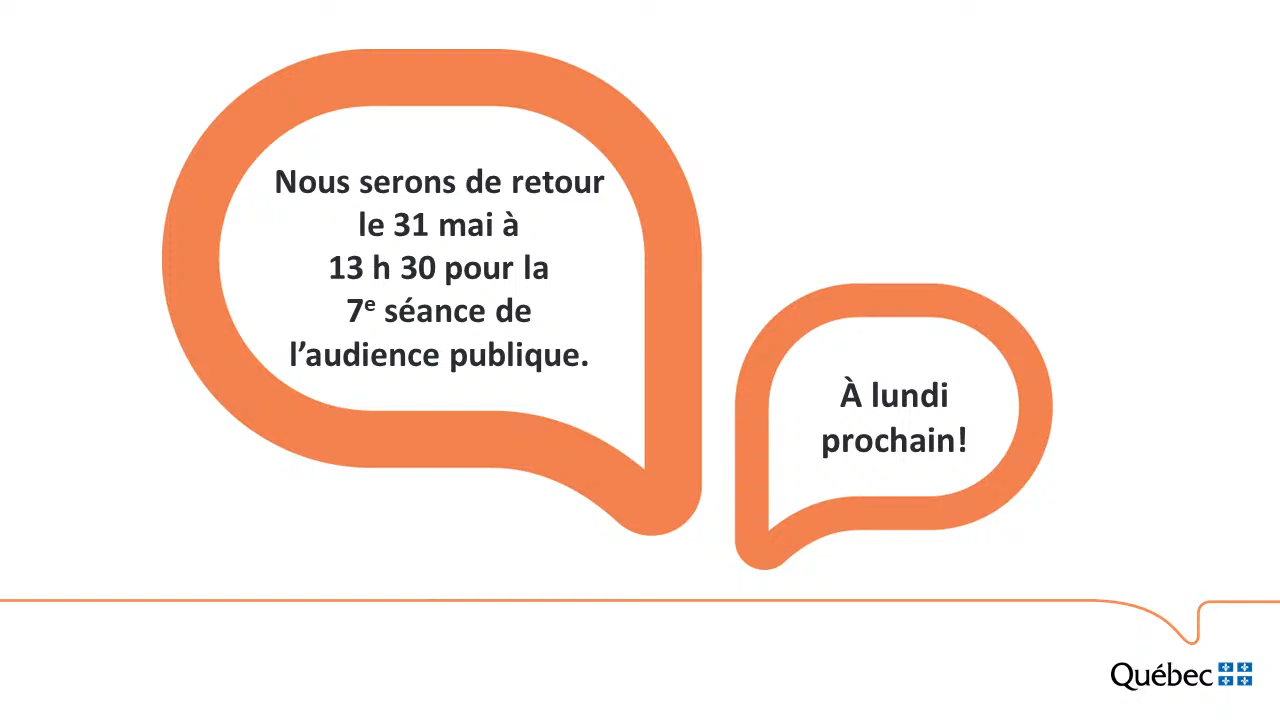 Nous serons de retour
le 31 mai à
13 h 30 pour la
7e séance de
l’audience publique.
À lundi
prochain!
Québec